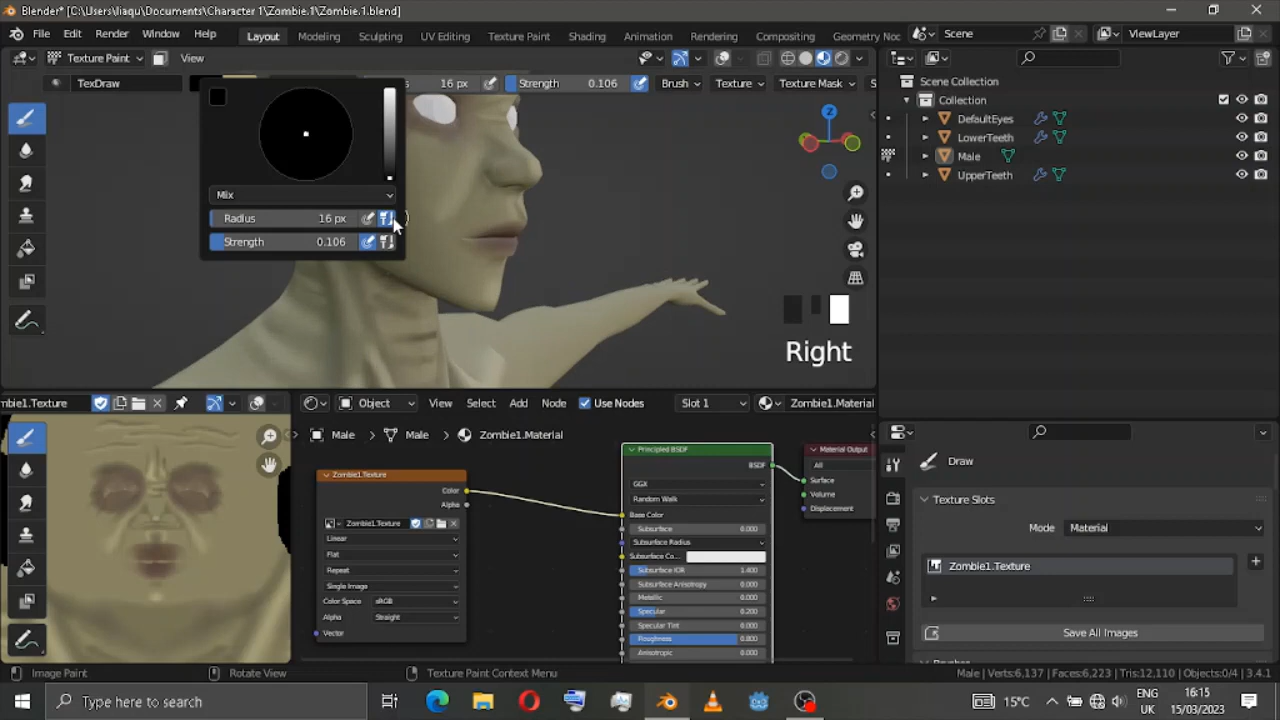 Blender* [C:\Users\liaqu\Documents\Character 1\Zombie.1\Zombie.1.blend]
File Edit Render Window Help Layout Modeling Sculpting UV Editing Texture Paint Shading Animation Rendering Compositing Geometry Noc Scene ViewLayer
Texture Paint View
TexDraw s 16 px Strength 0.106 Brush Texture Texture Mask S
Scene Collection
Collection
DefaultEyes
LowerTeeth
Male
UpperTeeth
Mix
Radius 16 px
Strength 0.106
Right
mbie1.Texture Object View Select Add Node Use Nodes Slot 1 Zombie1.Material
Male Male Zombie1.Material
Zombie1.Texture
Color
Alpha
Zombie1.Texture
Linear
Flat
Repeat
Single Image
Color Space sRGB
Alpha Straight
Vector
Principled BSDF
BSDF
GGX
Random Walk
Base Color
Subsurface 0.000
Subsurface Radius
Subsurface Co...
Subsurface IOR 1.400
Subsurface Anisotropy 0.000
Metallic 0.000
Specular 0.200
Specular Tint 0.000
Roughness 0.800
Anisotropic 0.000
Material Output
All
Surface
Volume
Displacement
Draw
Texture Slots
Mode Material
Zombie1.Texture
Save All Images
Image Paint Rotate View Texture Paint Context Menu Male | Verts:6,137 | Faces:6,223 | Tris:12,110 | Objects:0/4 | 3.4.1
Type here to search
15°C
ENG
UK
16:15
15/03/2023